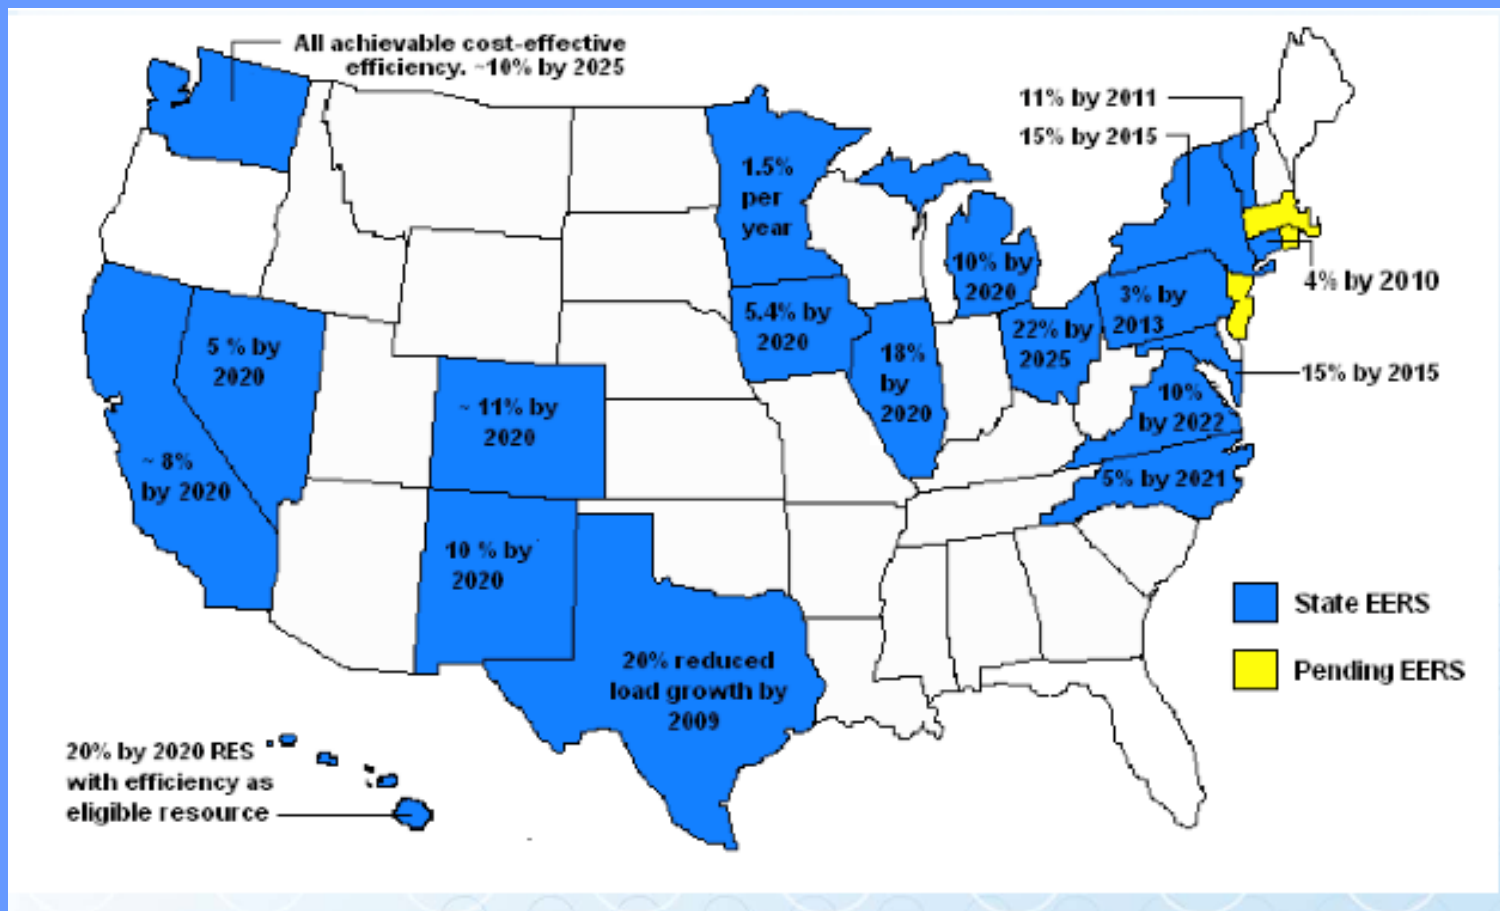 All achievable cost-effective
efficiency. ~10% by 2025
11% by 2011
15% by 2015
1.5%
per
year
10% by
2020
4% by 2010
5.4% by
2020
3% by
2013
22% by
2025
5 % by
2020
18%
by
2020
15% by 2015
10%
by 2022
~ 11% by
2020
~ 8%
by 2020
5% by 2021
10 % by
2020
State EERS
Pending EERS
20% reduced
load growth by
2009
20% by 2020 RES
with efficiency as
eligible resource